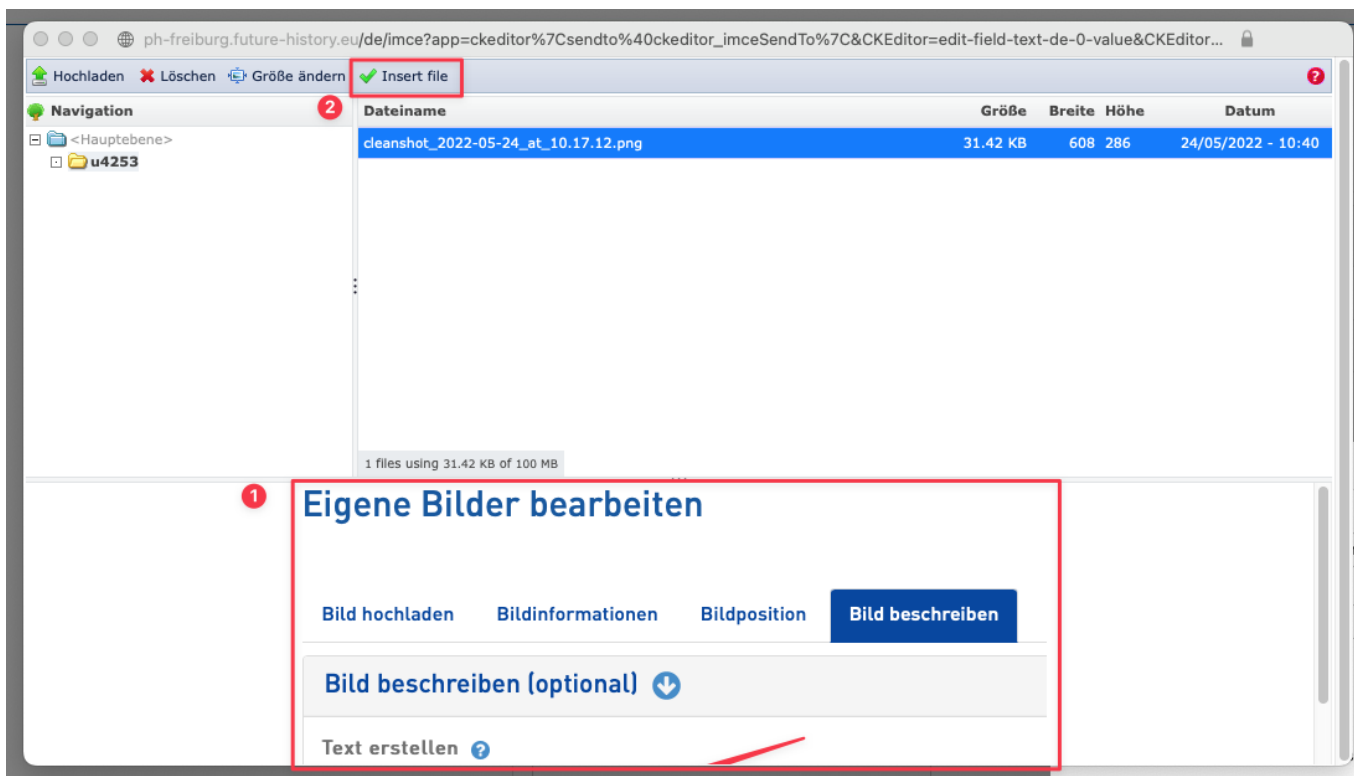 ph-freiburg.future-history.eu/de/imce?app=ckeditor%7Csendto%40ckeditor_imceSendTo%7C&CKEditor=edit-field-text-de-0-value&CKEditor...
Hochladen Löschen Größe ändern Insert file ?
Navigation 2 Dateiname Größe Breite Höhe Datum
<Hauptebene> cleanshot_2022-05-24_at_10.17.12.png 31.42 KB 608 286 24/05/2022 - 10:40
u4253
1 files using 31.42 KB of 100 MB
1 Eigene Bilder bearbeiten
Bild hochladen Bildinformationen Bildposition Bild beschreiben
Bild beschreiben (optional)
Text erstellen ?